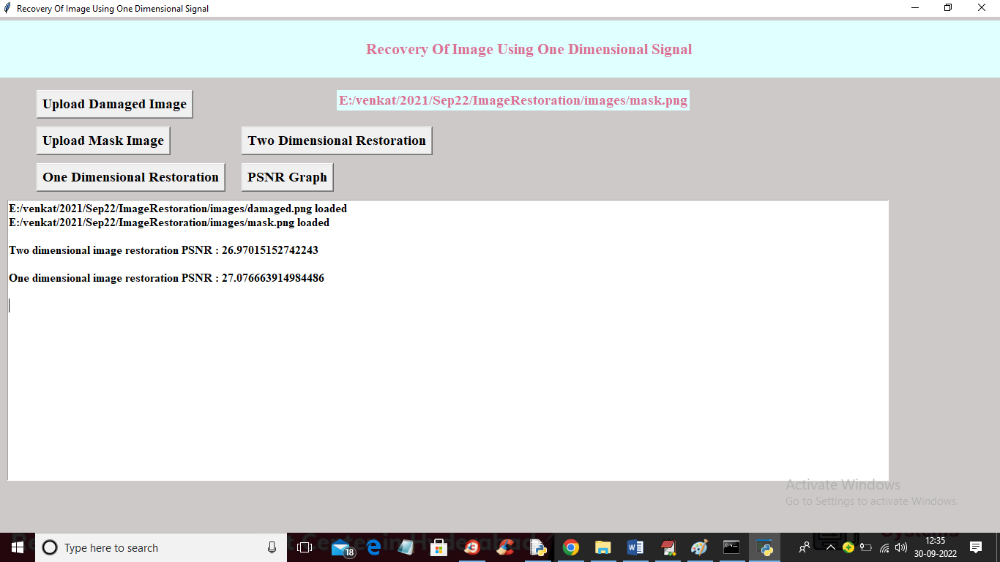 Recovery Of Image Using One Dimensional Signal
Recovery Of Image Using One Dimensional Signal
Upload Damaged Image
E:/venkat/2021/Sep22/ImageRestoration/images/mask.png
Upload Mask Image
Two Dimensional Restoration
One Dimensional Restoration
PSNR Graph
E:/venkat/2021/Sep22/ImageRestoration/images/damaged.png loaded
E:/venkat/2021/Sep22/ImageRestoration/images/mask.png loaded
Two dimensional image restoration PSNR : 26.97015152742243
One dimensional image restoration PSNR : 27.076663914984486
Activate Windows
Go to Settings to activate Windows.
Type here to search
18
12:35
30-09-2022